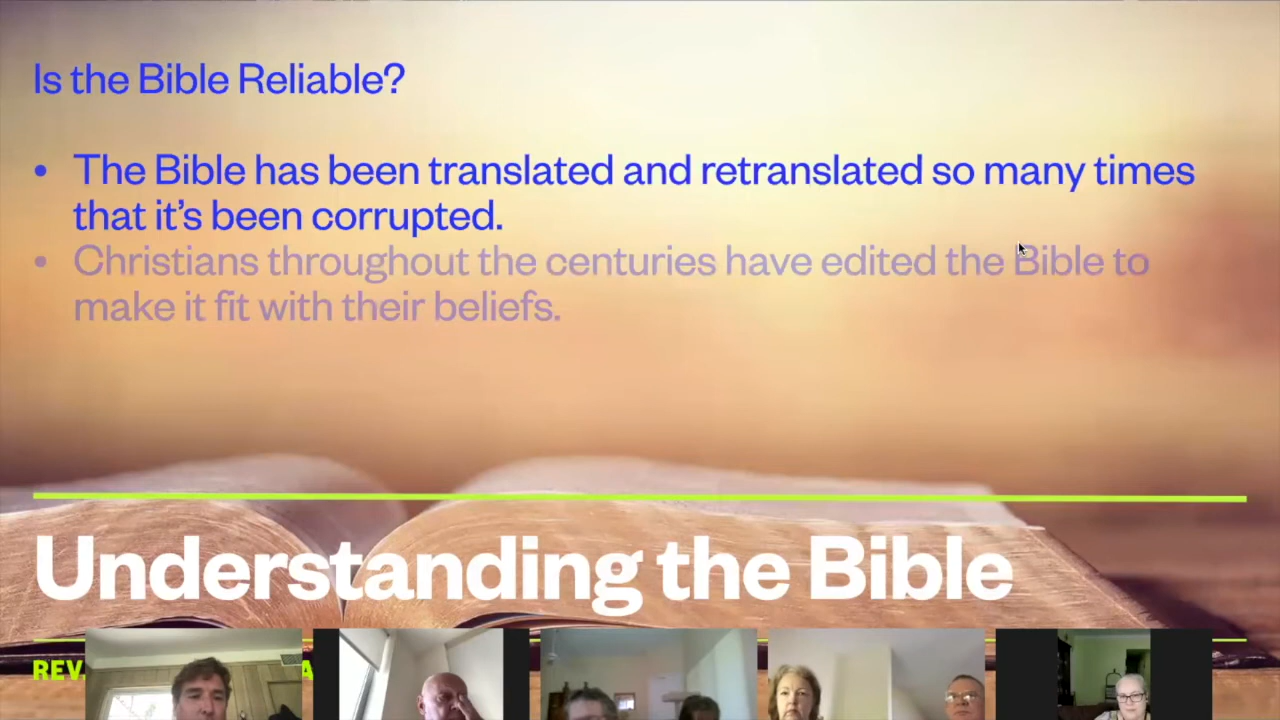 Is the Bible Reliable?
• The Bible has been translated and retranslated so many times
that it’s been corrupted.
• Christians throughout the centuries have edited the Bible to
make it fit with their beliefs.
Understanding the Bible
REV.